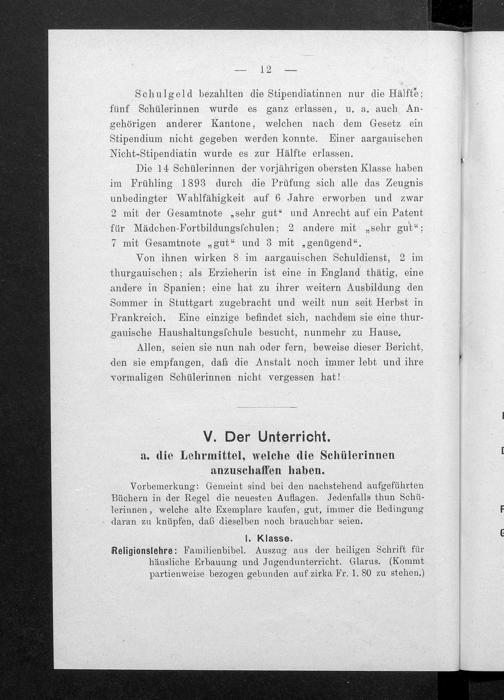 — 12 —
Schulgeld bezahlten die Stipendiatinnen nur die Hälfte;
fünf Schülerinnen wurde es ganz erlassen, u. a. auch An-
gehörigen anderer Kantone, welchen nach dem Gesetz ein
Stipendium nicht gegeben werden konnte. Einer aargauischen
Nicht-Stipendiatin wurde es zur Hälfte erlassen.
Die 14 Schülerinnen der vorjährigen obersten Klasse haben
im Frühling 1893 durch die Prüfung sich alle das Zeugnis
unbedingter Wahlfähigkeit auf 6 Jahre erworben und zwar
2 mit der Gesamtnote „sehr gut“ und Anrecht auf ein Patent
für Mädchen-Fortbildungsſchulen; 2 andere mit „sehr gut“;
7 mit Gesamtnote „gut“ und 3 mit „genügend“.
Von ihnen wirken 8 im aargauischen Schuldienst, 2 im
thurgauischen; als Erzieherin ist eine in England thätig, eine
andere in Spanien; eine hat zu ihrer weitern Ausbildung den
Sommer in Stuttgart zugebracht und weilt nun seit Herbst in
Frankreich. Eine einzige befindet sich, nachdem sie eine thur-
gauische Haushaltungsſchule besucht, nunmehr zu Hause.
Allen, seien sie nun nah oder fern, beweise dieser Bericht,
den sie empfangen, daß die Anstalt noch immer lebt und ihre
vormaligen Schülerinnen nicht vergessen hat!
V. Der Unterricht.
a. die Lehrmittel, welche die Schülerinnen
anzuschaffen haben.
Vorbemerkung: Gemeint sind bei den nachstehend aufgeführten
Büchern in der Regel die neuesten Auflagen. Jedenfalls thun Schü-
lerinnen, welche alte Exemplare kaufen, gut, immer die Bedingung
daran zu knüpfen, daß dieselben noch brauchbar seien.
I. Klasse.
Religionslehre: Familienbibel. Auszug aus der heiligen Schrift für
häusliche Erbauung und Jugendunterricht. Glarus. (Kommt
partienweise bezogen gebunden auf zirka Fr. 1. 80 zu stehen.)